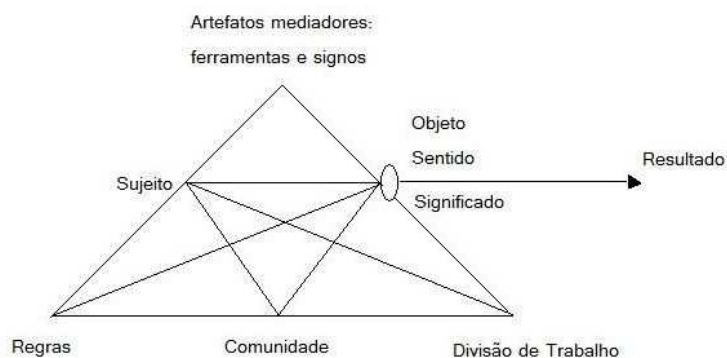 Artefatos mediadores:
ferramentas e signos
Objeto
Sentido
Resultado
Sujeito
Significado
Regras
Comunidade
Divisão de Trabalho